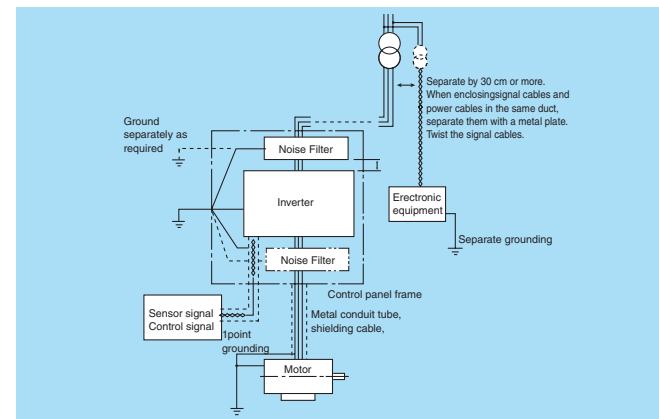 Separate by 30 cm or more.
When enclosingsignal cables and
power cables in the same duct,
separate them with a metal plate.
Twist the signal cables.
Ground
separately as
required
Noise Filter
Inverter
Erectronic
equipment
Separate grounding
Noise Filter
Control panel frame
Sensor signal
Control signal
Metal conduit tube,
shielding cable,
1point
grounding
Motor